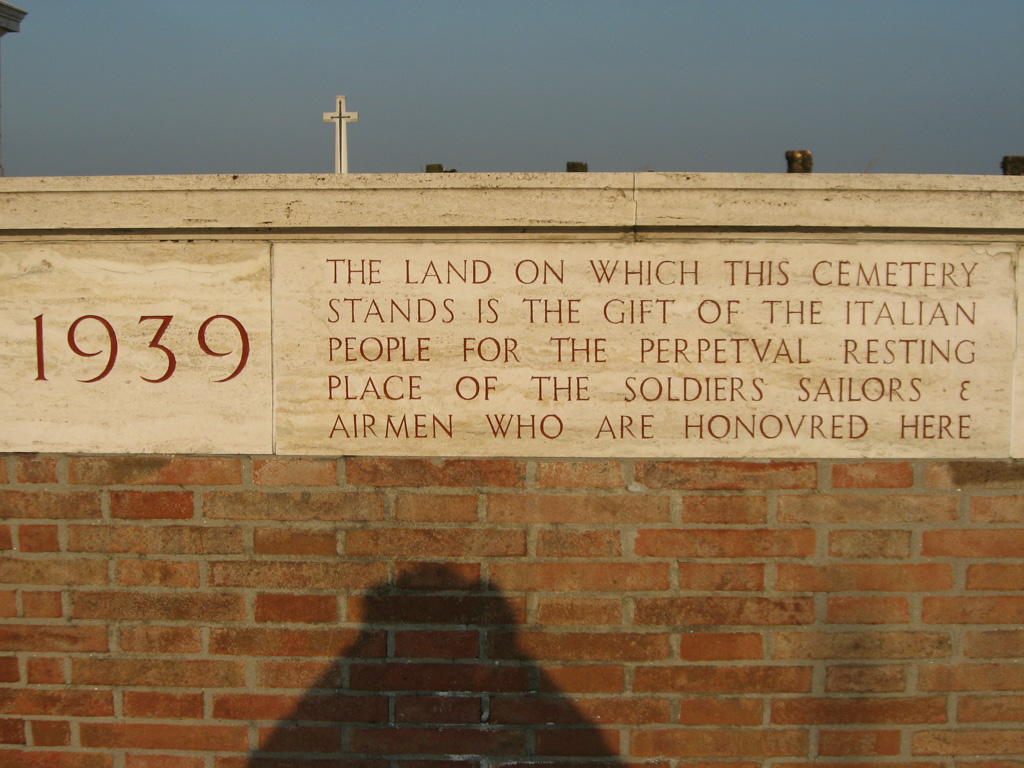 1939
THE LAND ON WHICH THIS CEMETERY
STANDS IS THE GIFT OF THE ITALIAN
PEOPLE FOR THE PERPETVAL RESTING
PLACE OF THE SOLDIERS SAILORS &
AIRMEN WHO ARE HONOVRED HERE